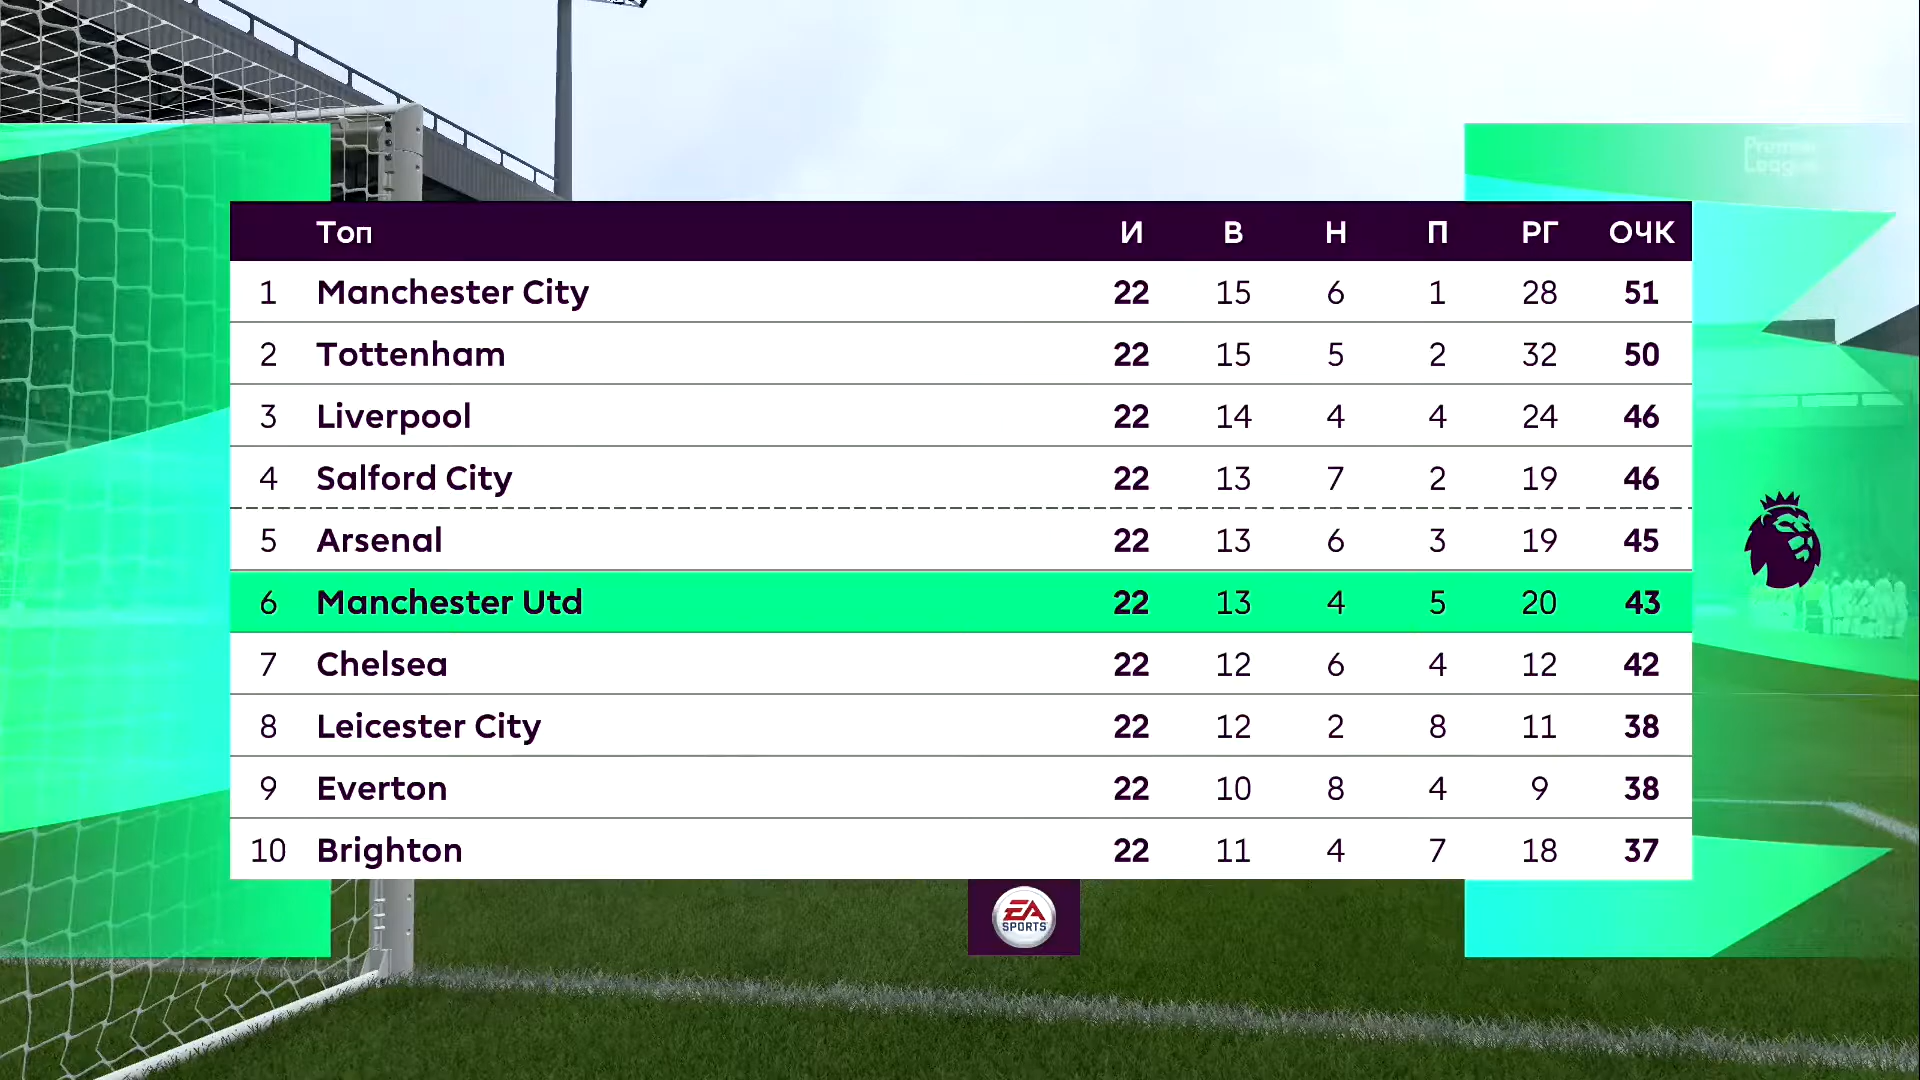 Premier
League
Топ И В Н П РГ ОЧК
1 Manchester City 22 15 6 1 28 51
2 Tottenham 22 15 5 2 32 50
3 Liverpool 22 14 4 4 24 46
4 Salford City 22 13 7 2 19 46
5 Arsenal 22 13 6 3 19 45
6 Manchester Utd 22 13 4 5 20 43
7 Chelsea 22 12 6 4 12 42
8 Leicester City 22 12 2 8 11 38
9 Everton 22 10 8 4 9 38
10 Brighton 22 11 4 7 18 37
EA
SPORTS